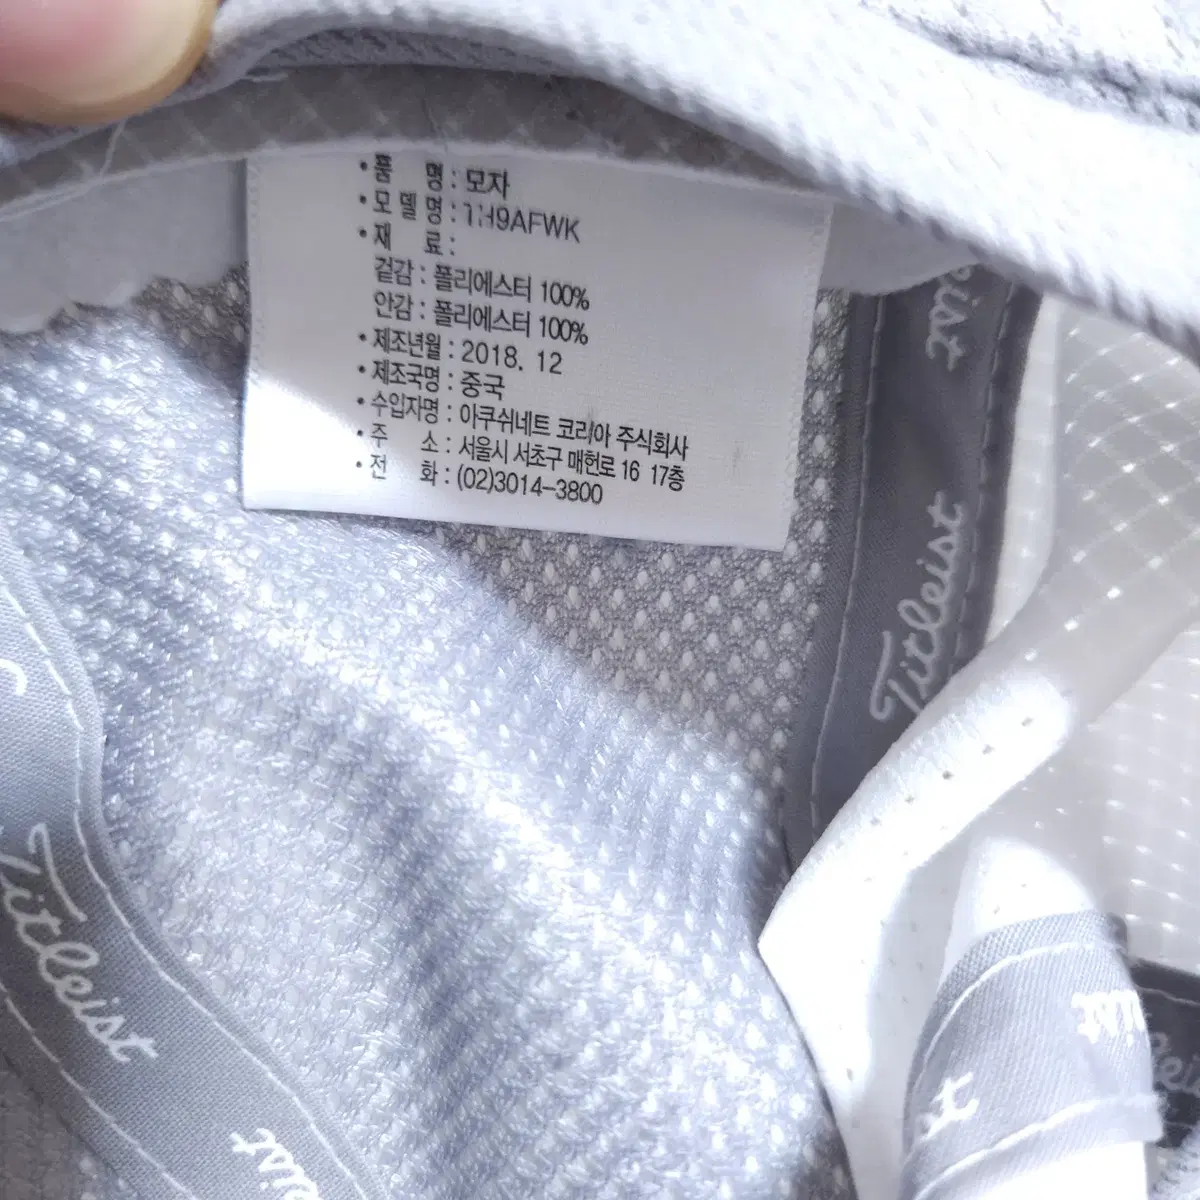 • 품 명 : 모자
• 모 델 명 : TH9AFWK
• 재 료 :
겉감 : 폴리에스터 100%
안감 : 폴리에스터 100%
• 제조년월 : 2018. 12
• 제조국명 : 중국
• 수입자명 : 아쿠쉬네트 코리아 주식회사
• 주 소 : 서울시 서초구 매헌로 16 17층
• 전 화 : (02)3014-3800
Titleist
Titleist